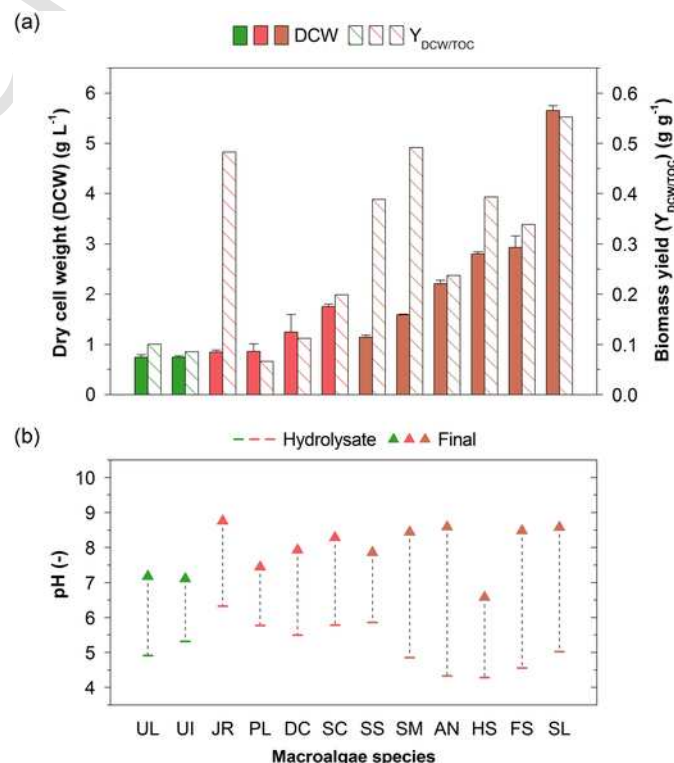 (a)
DCW Y_DCW/TOC
Dry cell weight (DCW) (g L⁻¹)
6
5
4
3
2
1
0
0.6
0.5
0.4
0.3
0.2
0.1
0.0
Biomass yield (Y_DCW/TOC) (g g⁻¹)
(b)
Hydrolysate Final
pH (-)
10
9
8
7
6
5
4
UL UI JR PL DC SC SS SM AN HS FS SL
Macroalgae species